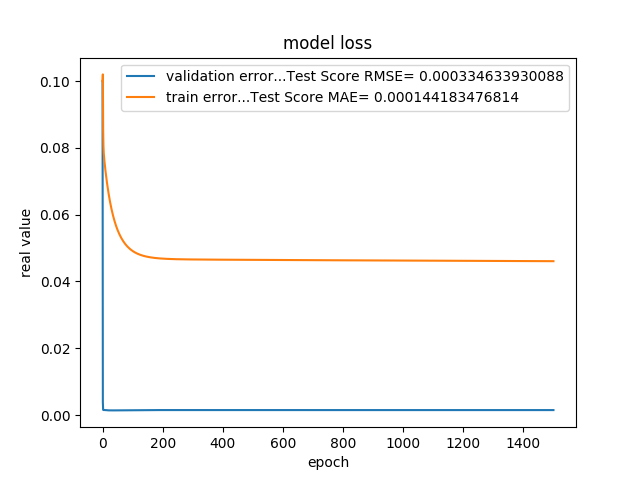 model loss
validation error...Test Score RMSE= 0.000334633930088
train error...Test Score MAE= 0.000144183476814
real value
0.10
0.08
0.06
0.04
0.02
0.00
0 200 400 600 800 1000 1200 1400
epoch